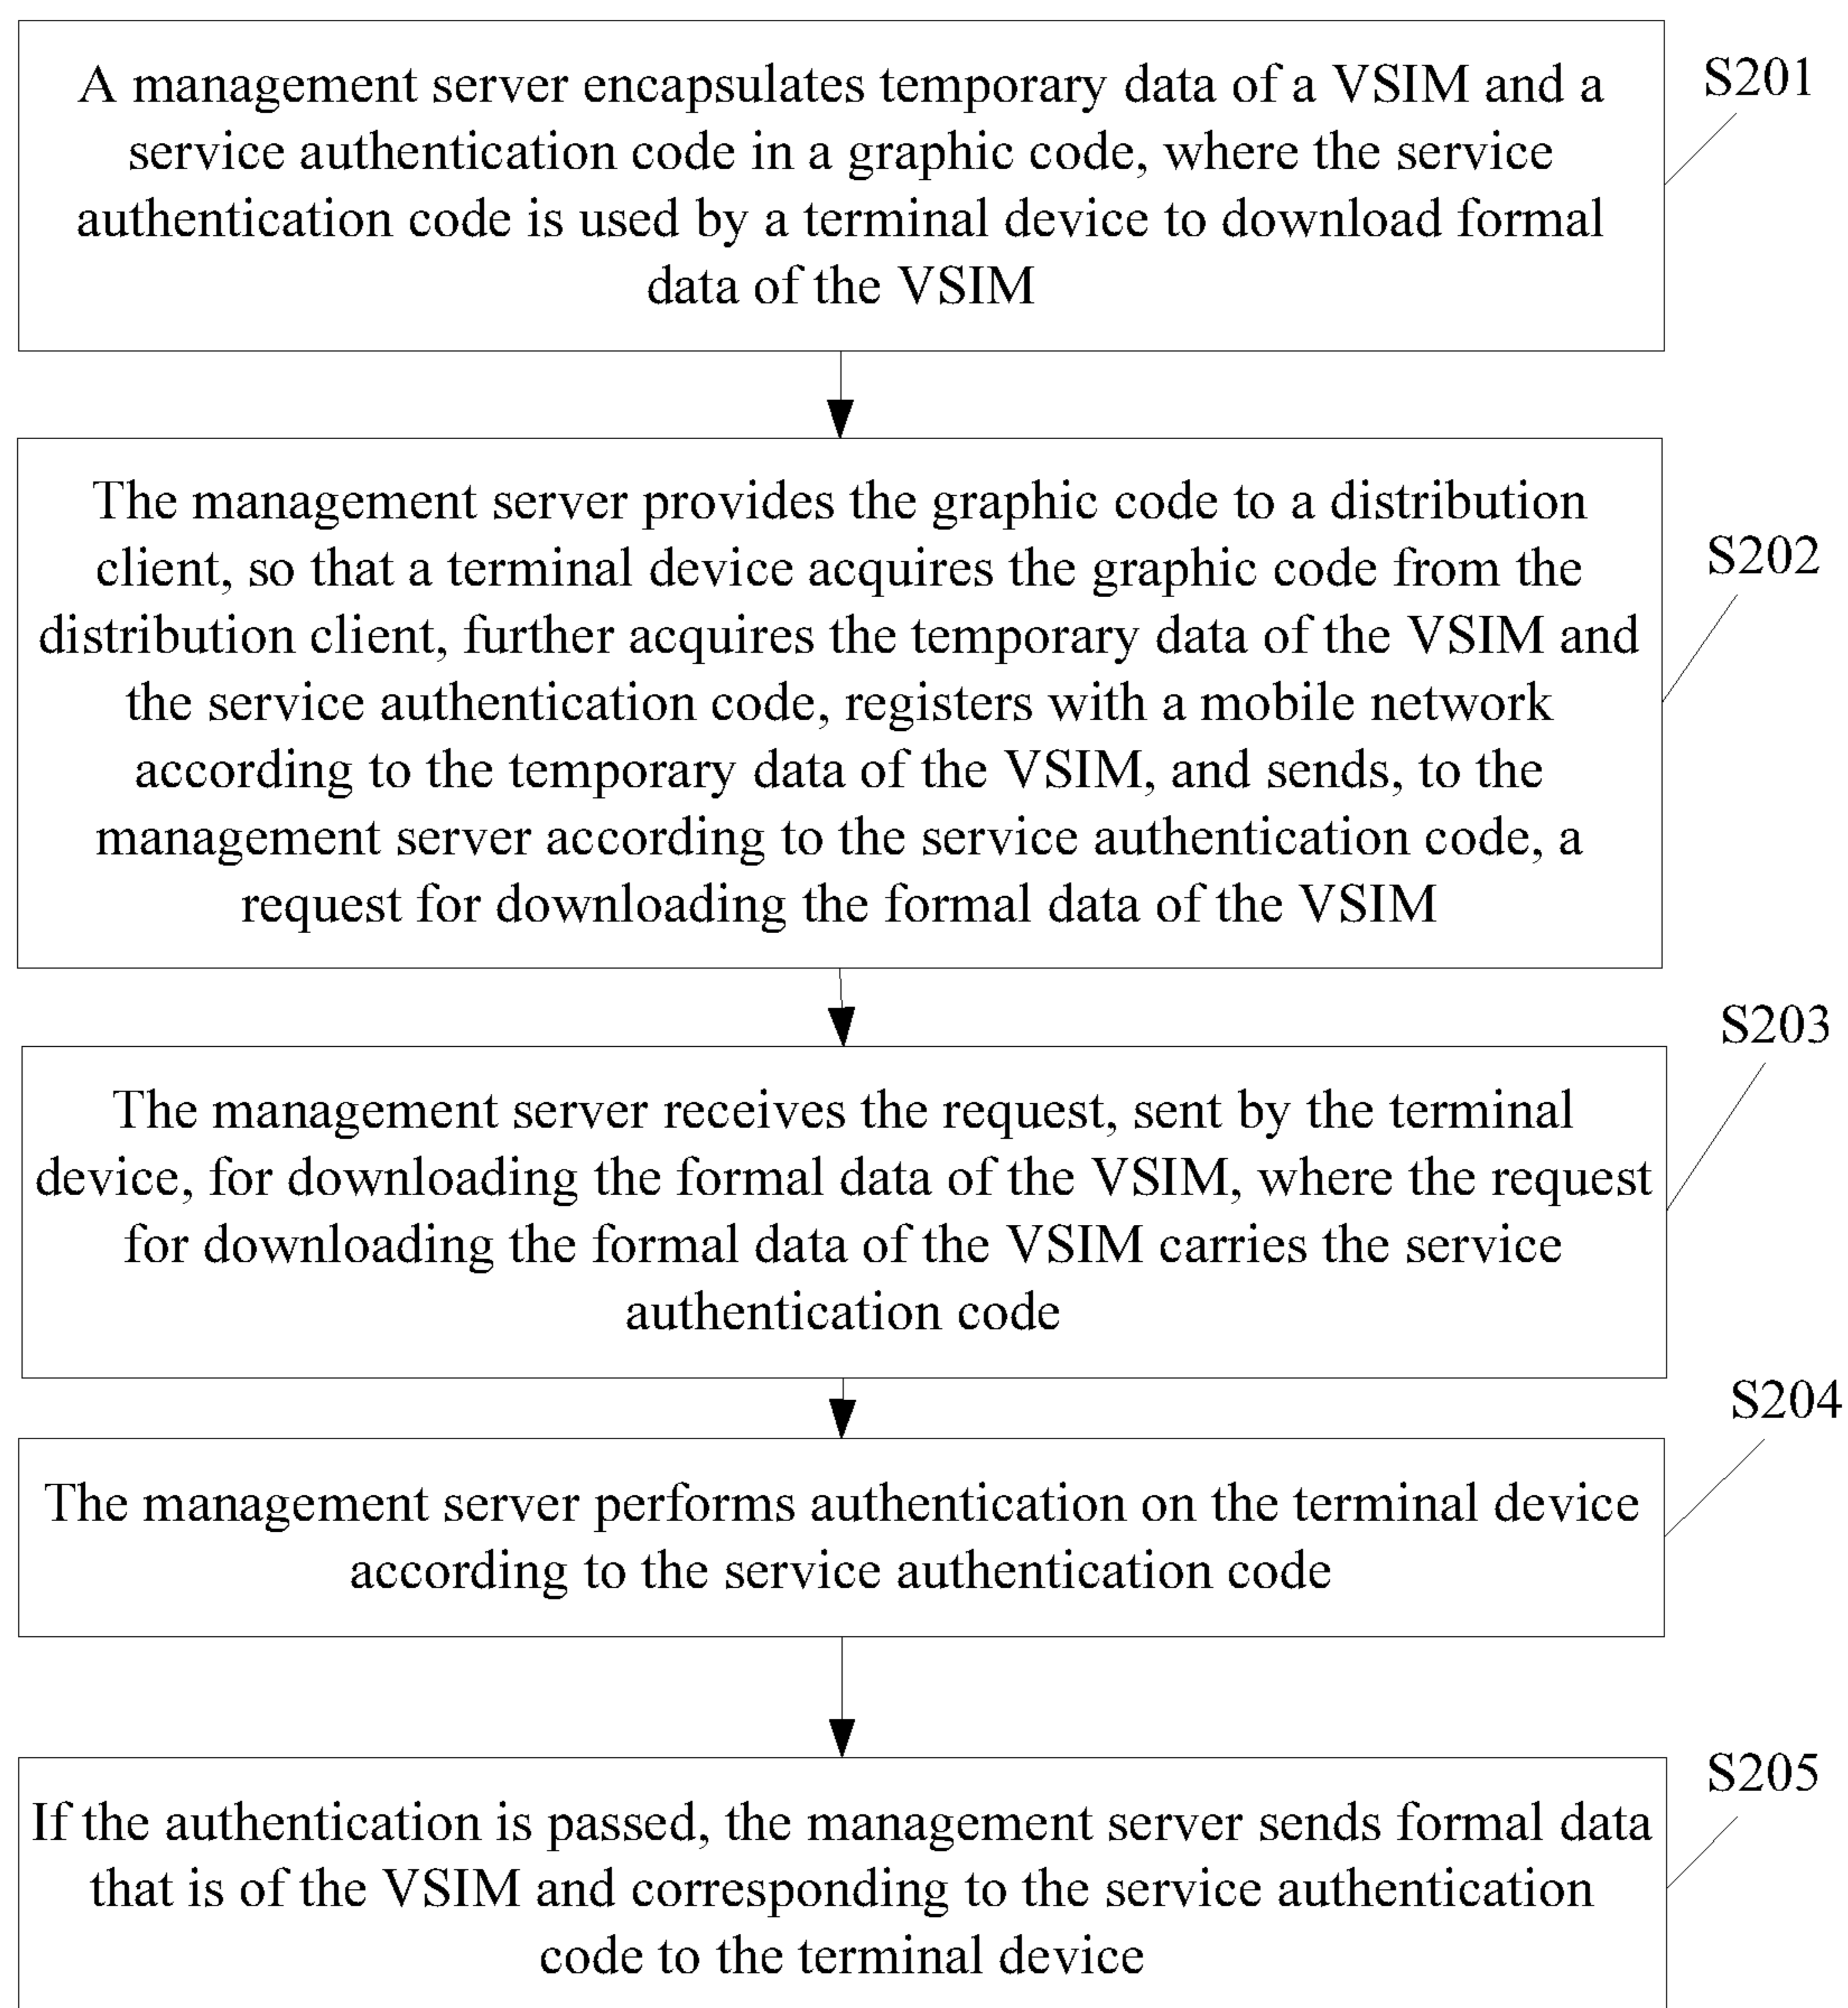 A management server encapsulates temporary data of a VSIM and a
service authentication code in a graphic code, where the service
authentication code is used by a terminal device to download formal
data of the VSIM
S201
The management server provides the graphic code to a distribution
client, so that a terminal device acquires the graphic code from the
distribution client, further acquires the temporary data of the VSIM and
the service authentication code, registers with a mobile network
according to the temporary data of the VSIM, and sends, to the
management server according to the service authentication code, a
request for downloading the formal data of the VSIM
S202
The management server receives the request, sent by the terminal
device, for downloading the formal data of the VSIM, where the request
for downloading the formal data of the VSIM carries the service
authentication code
S203
The management server performs authentication on the terminal device
according to the service authentication code
S204
If the authentication is passed, the management server sends formal data
that is of the VSIM and corresponding to the service authentication
code to the terminal device
S205